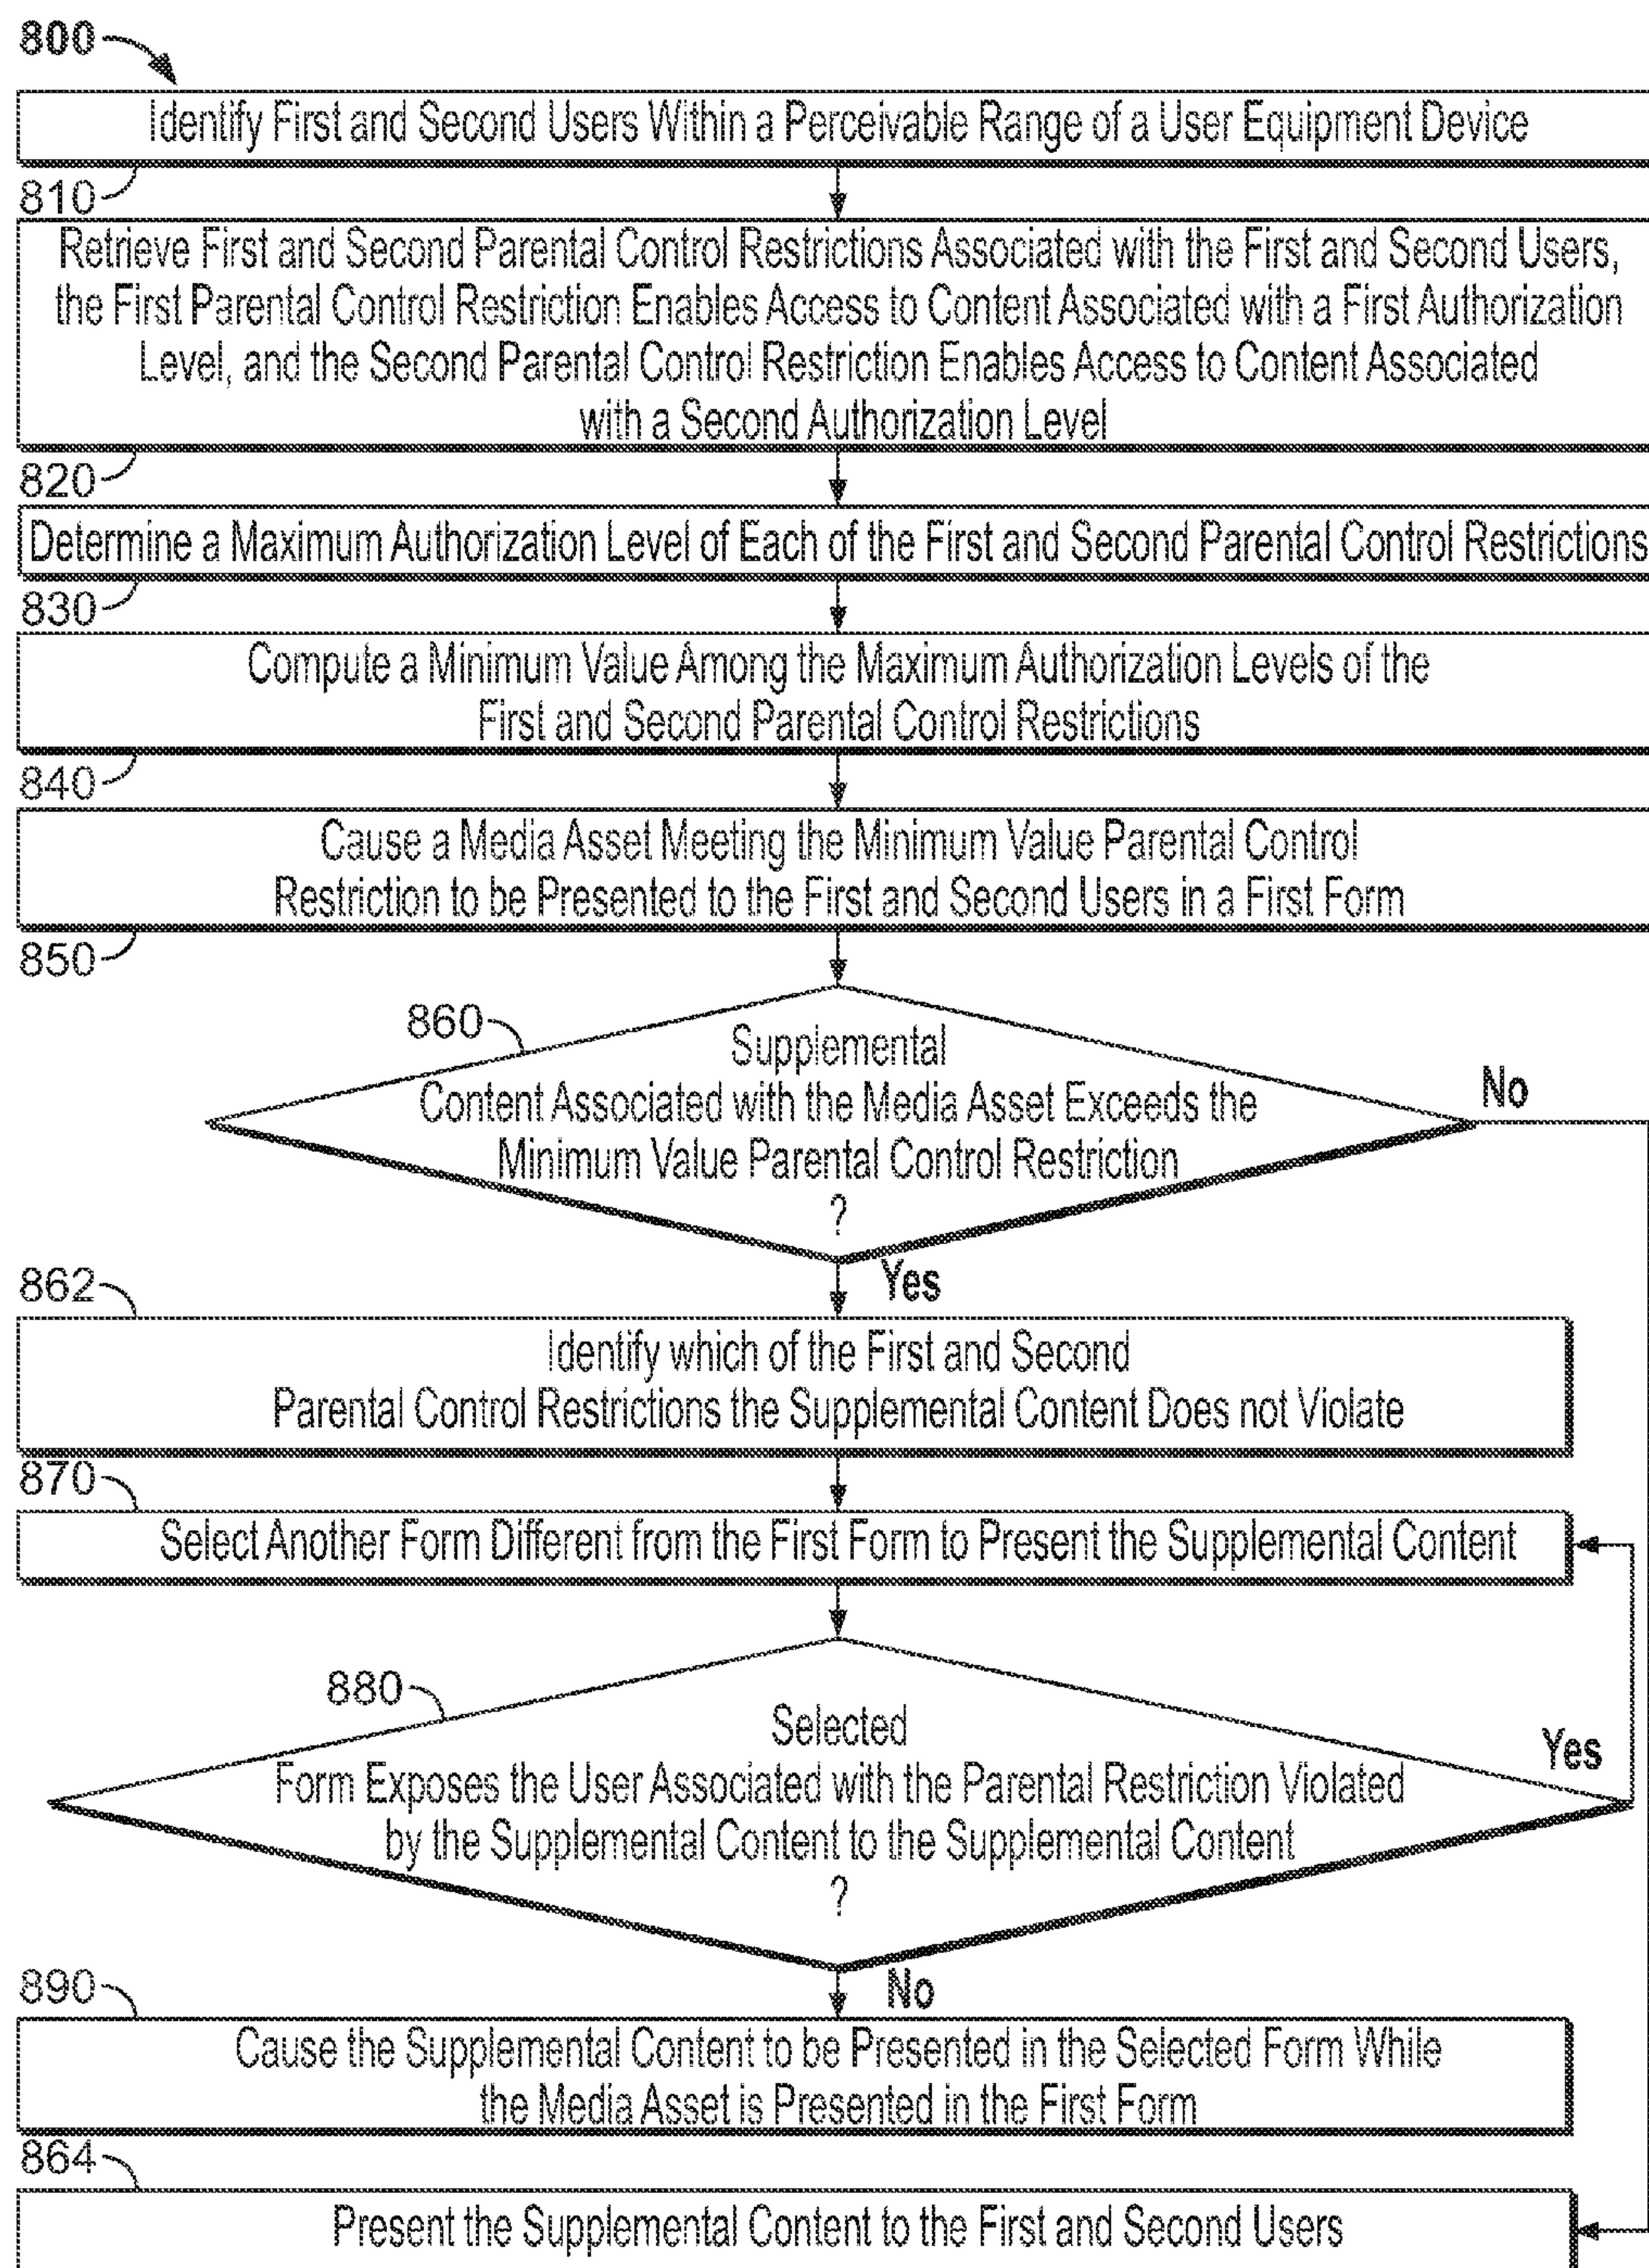 800
Identify First and Second Users Within a Perceivable Range of a User Equipment Device
810
Retrieve First and Second Parental Control Restrictions Associated with the First and Second Users,
the First Parental Control Restriction Enables Access to Content Associated with a First Authorization
Level, and the Second Parental Control Restriction Enables Access to Content Associated
with a Second Authorization Level
820
Determine a Maximum Authorization Level of Each of the First and Second Parental Control Restrictions
830
Compute a Minimum Value Among the Maximum Authorization Levels of the
First and Second Parental Control Restrictions
840
Cause a Media Asset Meeting the Minimum Value Parental Control
Restriction to be Presented to the First and Second Users in a First Form
850
860
Supplemental
Content Associated with the Media Asset Exceeds the
Minimum Value Parental Control Restriction
?
No
Yes
862
Identify which of the First and Second
Parental Control Restrictions the Supplemental Content Does not Violate
870
Select Another Form Different from the First Form to Present the Supplemental Content
880
Selected
Form Exposes the User Associated with the Parental Restriction Violated
by the Supplemental Content to the Supplemental Content
?
Yes
No
890
Cause the Supplemental Content to be Presented in the Selected Form While
the Media Asset is Presented in the First Form
864
Present the Supplemental Content to the First and Second Users